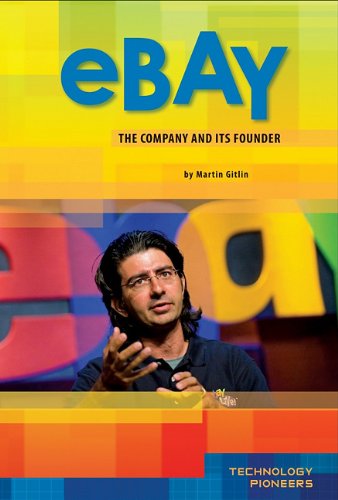 eBAY
THE COMPANY AND ITS FOUNDER
by Martin Gitlin
TECHNOLOGY
PIONEERS